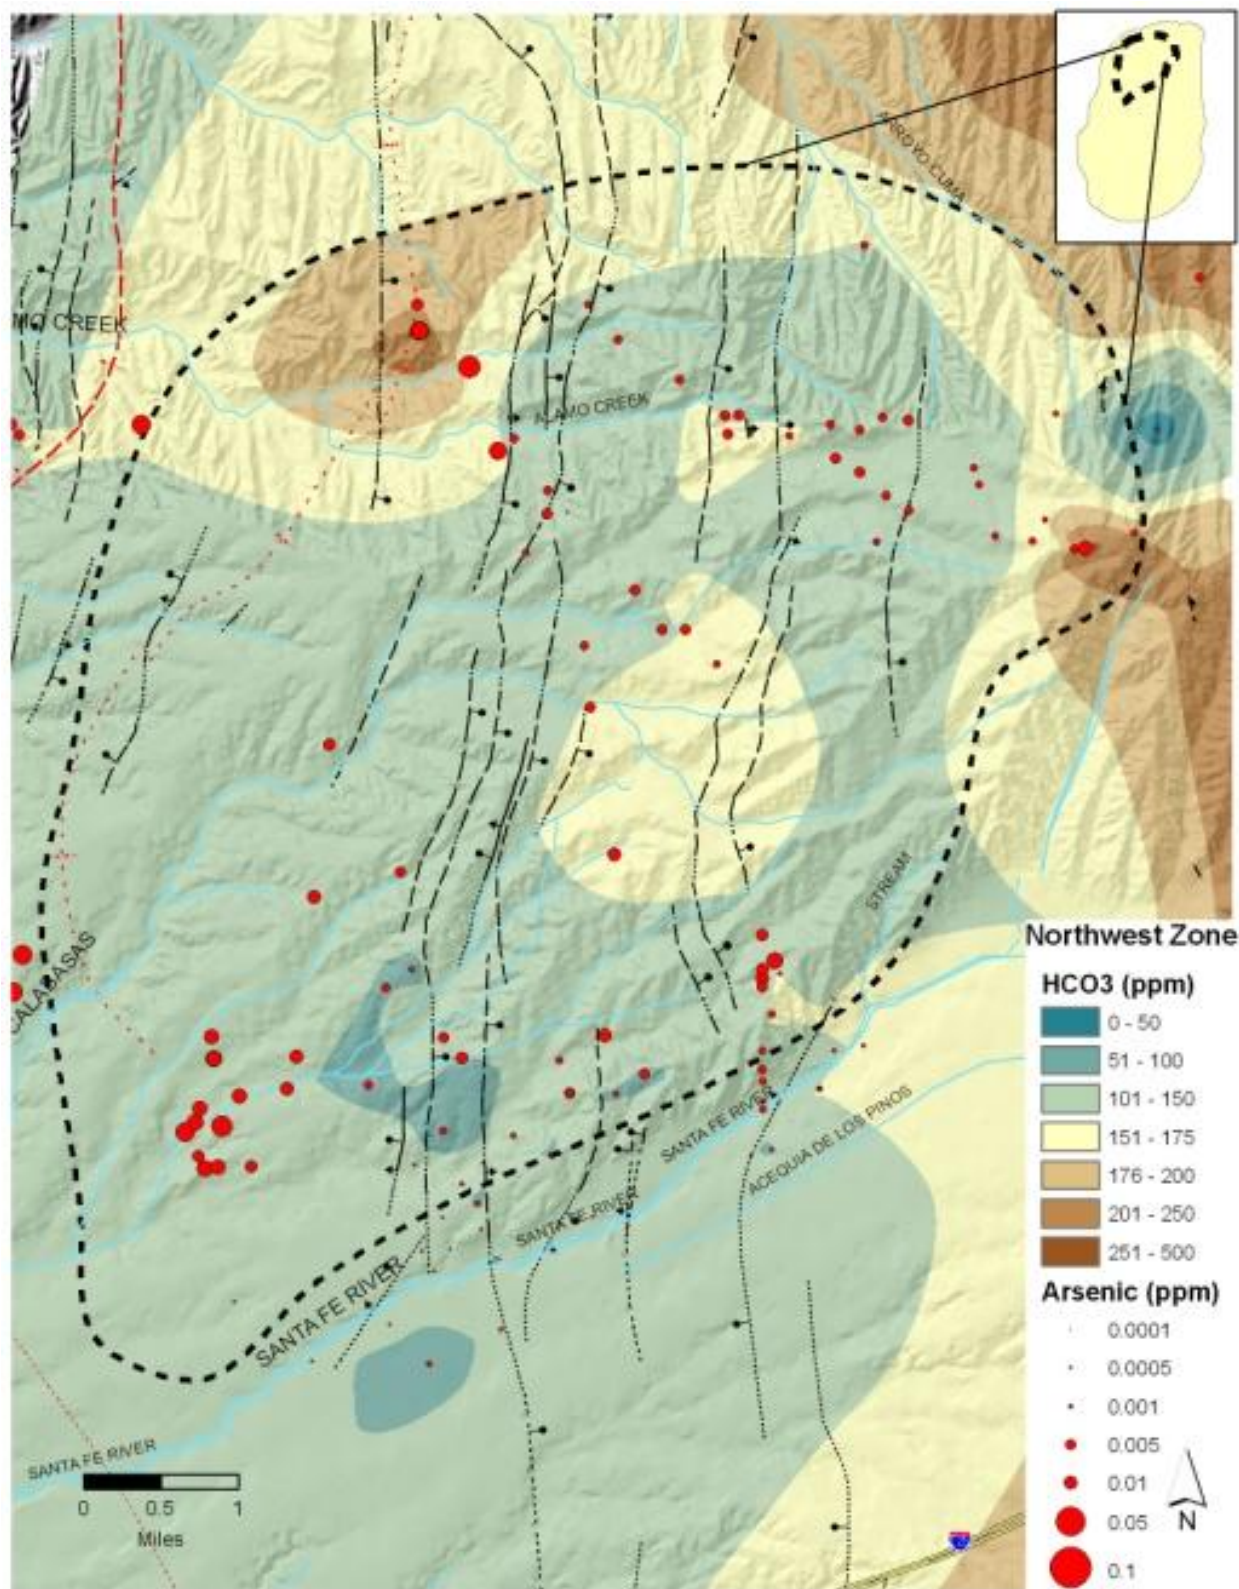 ARROYO CUMA
MO CREEK
ALAMO CREEK
CALABASAS
STREAM
SANTA FE RIVER
ACEQUIA DE LOS PINOS
SANTA FE RIVER
SANTA FE RIVER
SANTA FE RIVER
0 0.5 1
Miles
Northwest Zone
HCO3 (ppm)
0 - 50
51 - 100
101 - 150
151 - 175
176 - 200
201 - 250
251 - 500
Arsenic (ppm)
0.0001
0.0005
0.001
0.005
0.01
0.05
0.1
N